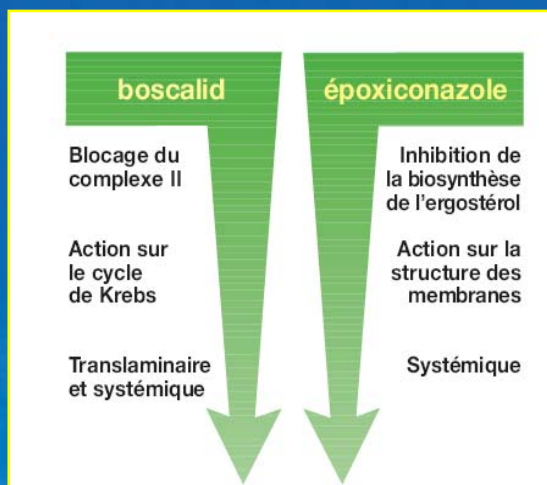 boscalid
Blocage du
complexe II
Action sur
le cycle
de Krebs
Translaminaire
et systémique
époxiconazole
Inhibition de
la biosynthèse
de l'ergostérol
Action sur la
structure des
membranes
Systémique